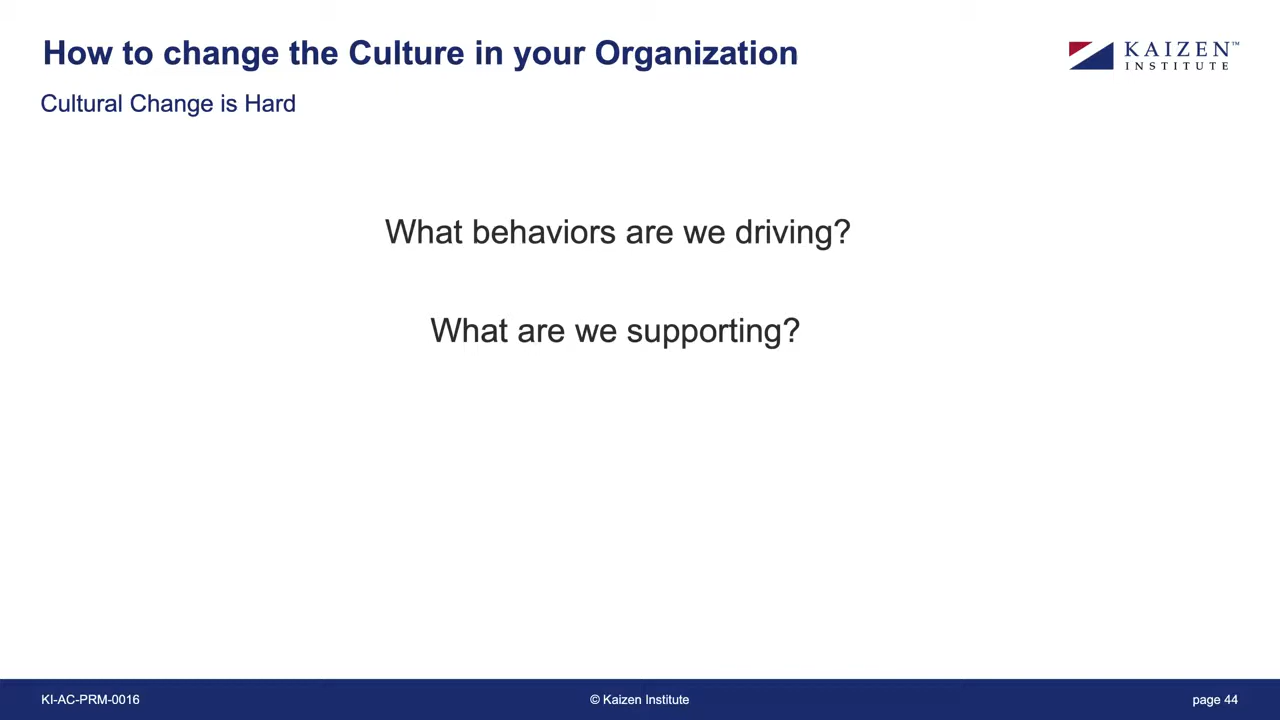 How to change the Culture in your Organization
KAIZEN™
INSTITUTE
Cultural Change is Hard
What behaviors are we driving?
What are we supporting?
KI-AC-PRM-0016
© Kaizen Institute
page 44